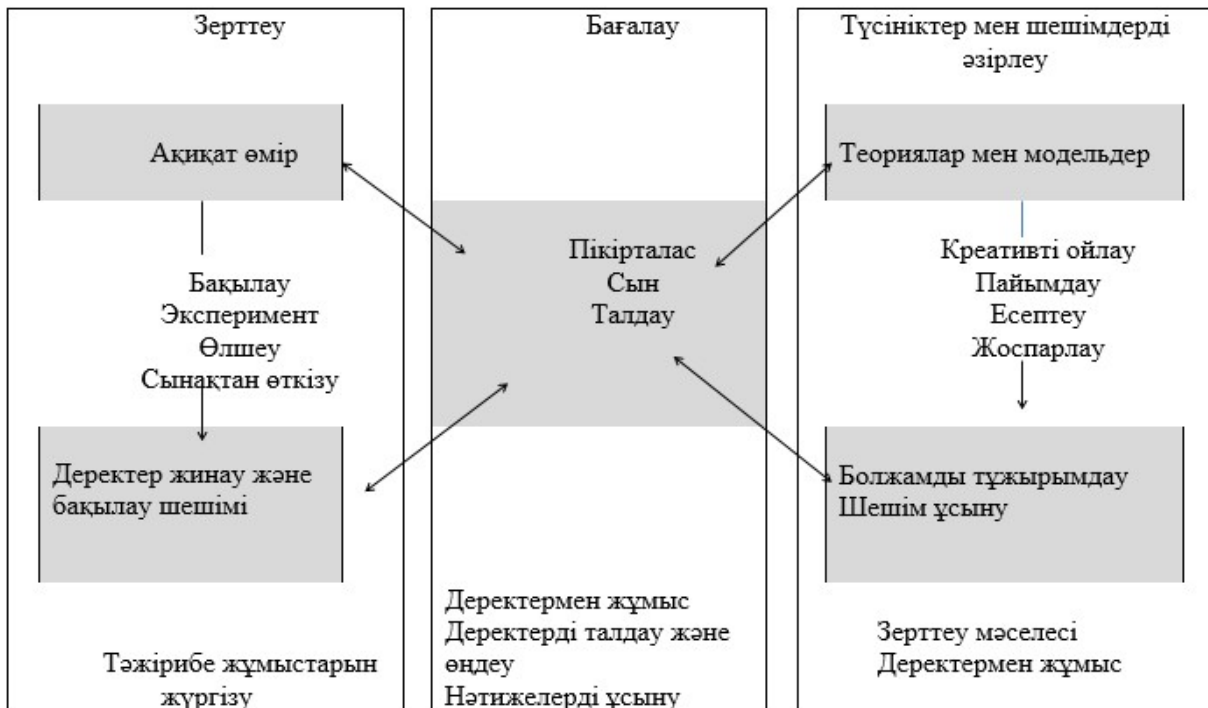 Зерттеу
Ақиқат өмір
Бақылау
Эксперимент
Өлшеу
Сынақтан өткізу
Деректер жинау және
бақылау шешімі
Тәжірибе жұмыстарын
жүргізу
Бағалау
Пікірталас
Сын
Талдау
Деректермен жұмыс
Деректерді талдау және
өңдеу
Нәтижелерді ұсыну
Түсініктер мен шешімдерді
әзірлеу
Теориялар мен модельдер
Креативті ойлау
Пайымдау
Есептеу
Жоспарлау
Болжамды тұжырымдау
Шешім ұсыну
Зерттеу мәселесі
Деректермен жұмыс